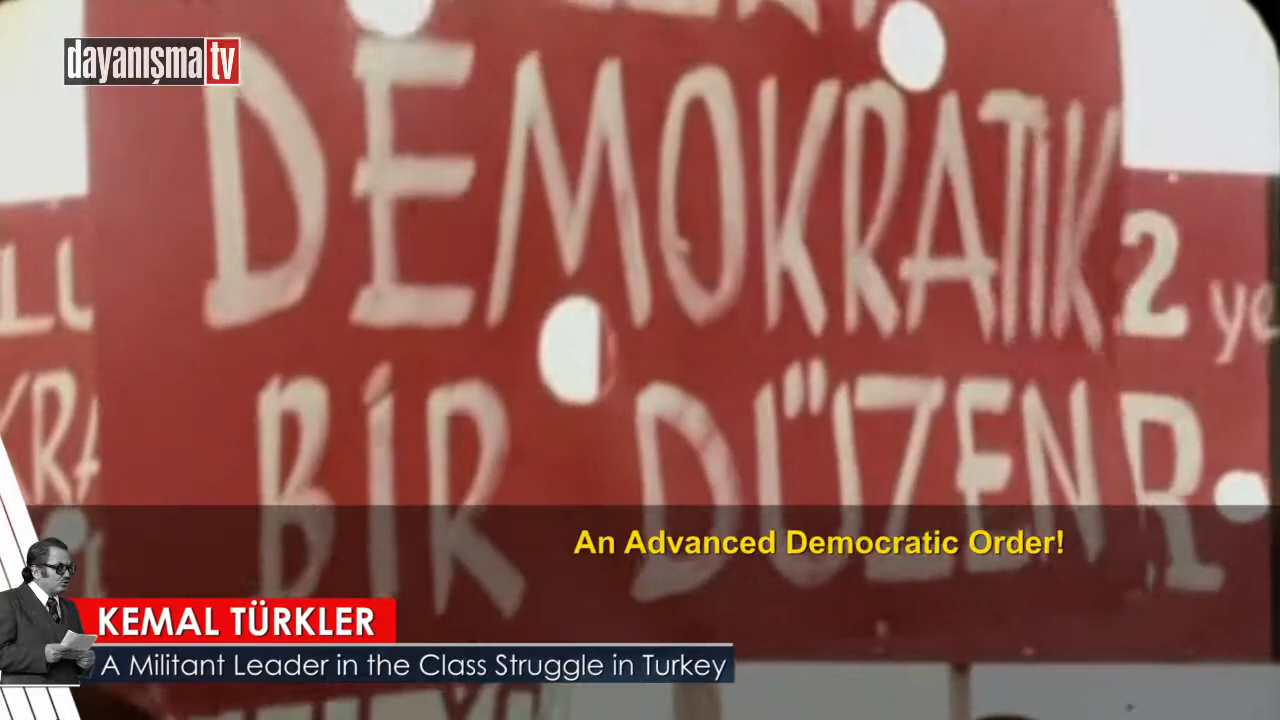 dayanışma tv
DEMOKRATİK
BİR DÜZEN
2
An Advanced Democratic Order!
KEMAL TÜRKLER
A Militant Leader in the Class Struggle in Turkey